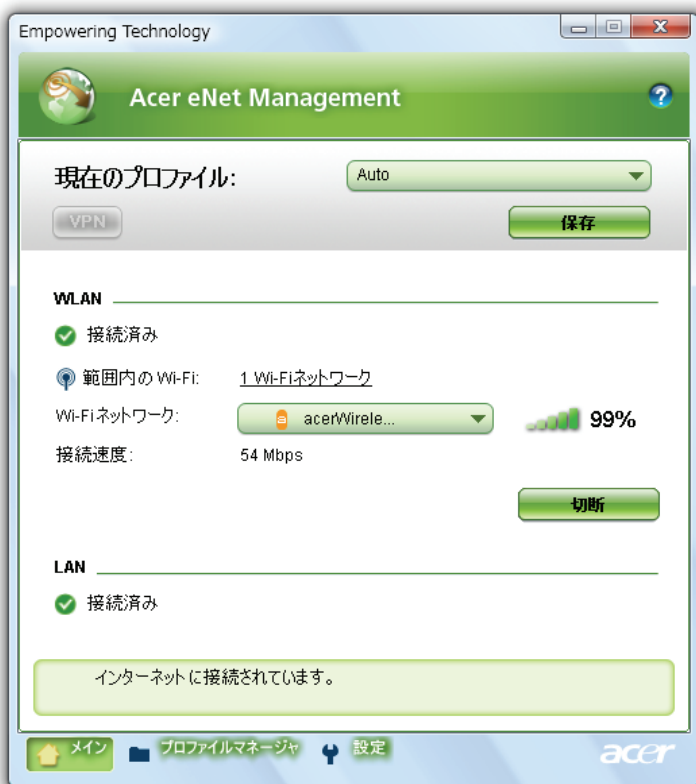 Empowering Technology
Acer eNet Management
現在のプロファイル: Auto
VPN 保存
WLAN
接続済み
範囲内の Wi-Fi: 1 Wi-Fiネットワーク
Wi-Fiネットワーク: a acerWirele... 99%
接続速度: 54 Mbps
切断
LAN
接続済み
インターネットに接続されています。
メイン プロファイルマネージャ 設定 acer